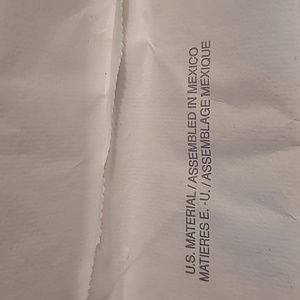 U.S. MATERIAL / ASSEMBLED IN MEXICO
MATIERES E. -U. / ASSEMBLAGE MEXIQUE